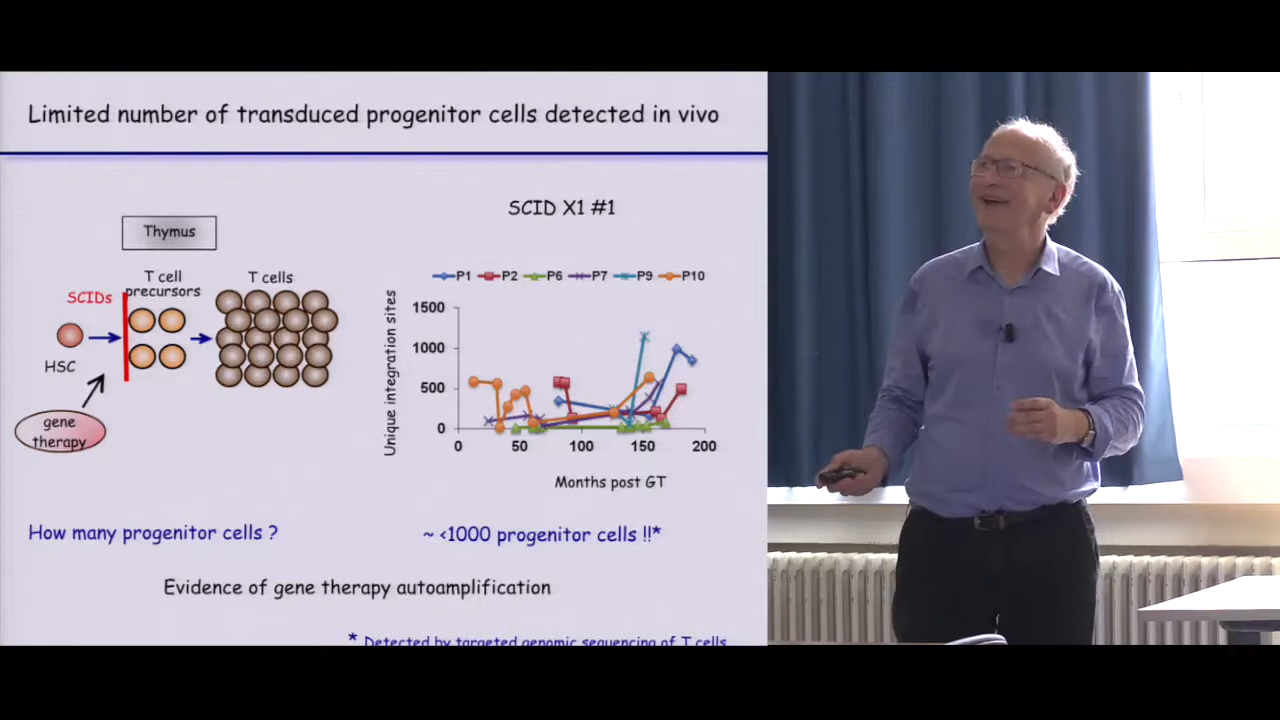 Limited number of transduced progenitor cells detected in vivo
Thymus
SCIDs
T cell
precursors
T cells
HSC
gene
therapy
SCID X1 #1
P1 P2 P6 P7 P9 P10
Unique integration sites
1500
1000
500
0
0 50 100 150 200
Months post GT
How many progenitor cells ?
~ <1000 progenitor cells !!*
Evidence of gene therapy autoamplification
* Detected by targeted genomic sequencing of T cells